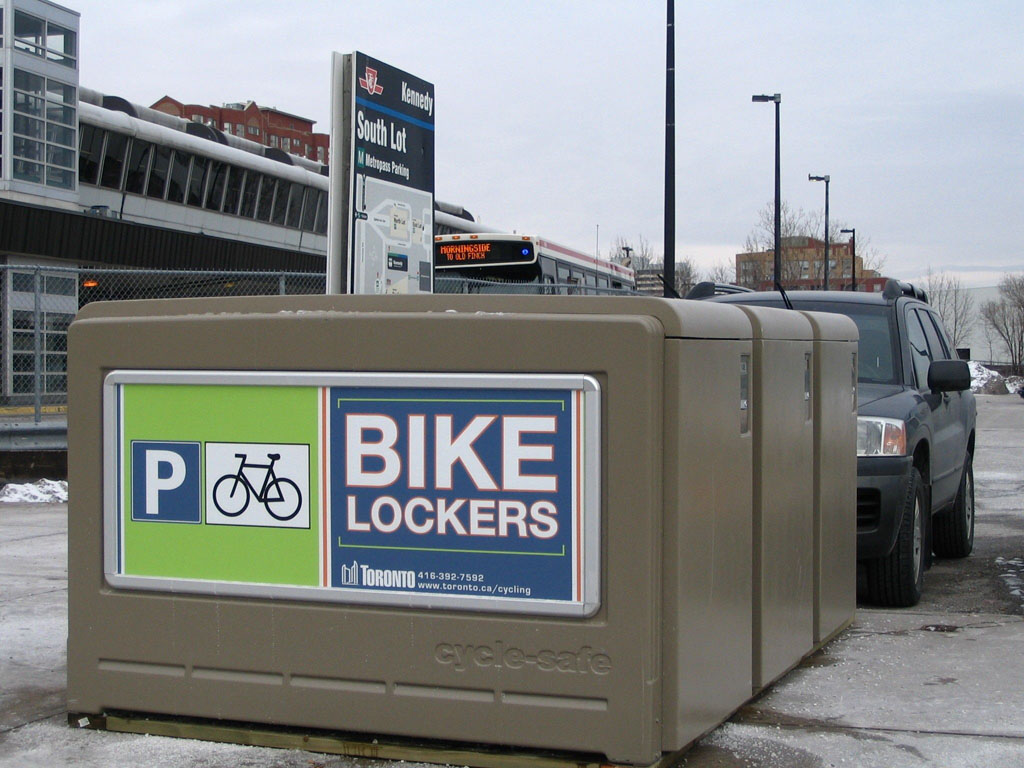 Kennedy
South Lot
M Metropass Parking
MORNINGSIDE
TO OLD FINCH
P
BIKE
LOCKERS
TORONTO 416-392-7592
www.toronto.ca/cycling
cycle-safe